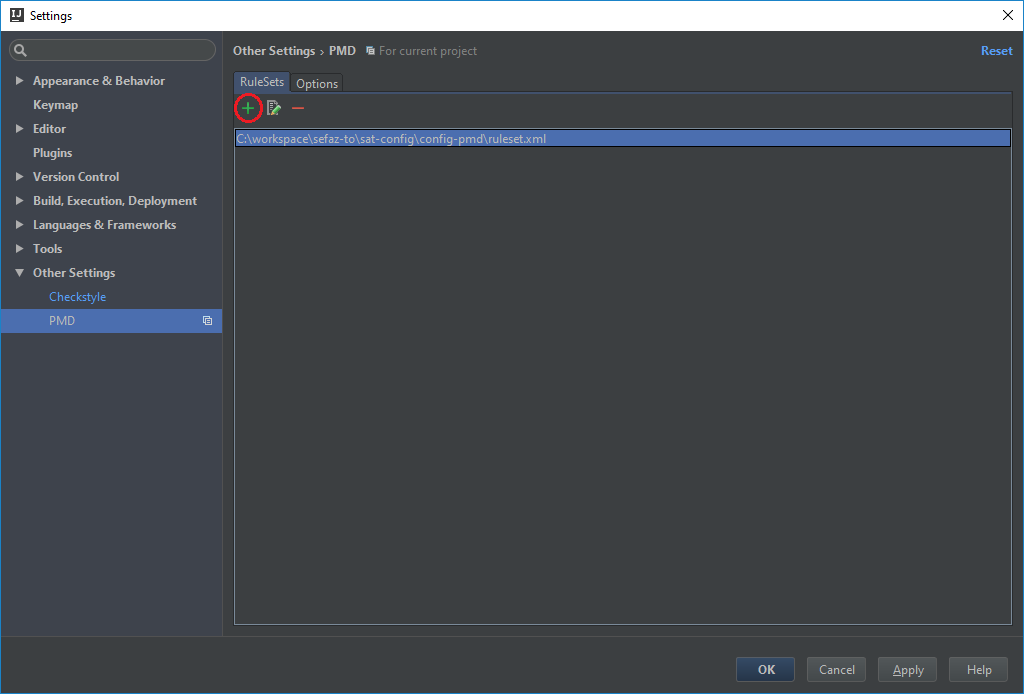 Settings
Other Settings › PMD For current project Reset
Appearance & Behavior
Keymap
Editor
Plugins
Version Control
Build, Execution, Deployment
Languages & Frameworks
Tools
Other Settings
Checkstyle
PMD
RuleSets Options
C:\workspace\sefaz-to\sat-config\config-pmd\ruleset.xml
OK Cancel Apply Help